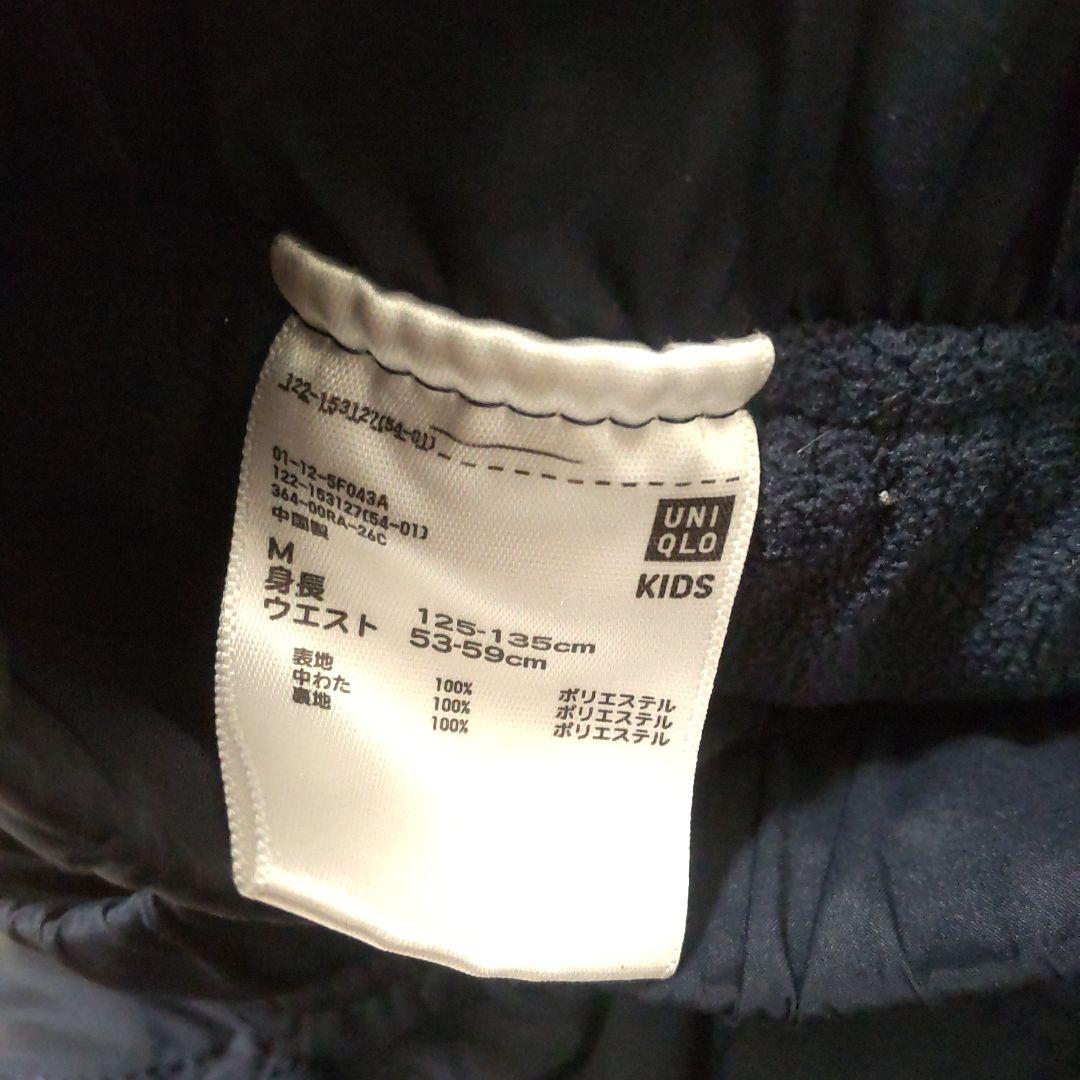 122-153127(54-01)
01-12-5F043A
122-153127(54-01)
364-00RA-26C
中国製
UNI
QLO
KIDS
M
身長 125-135cm
ウエスト 53-59cm
表地 100% ポリエステル
中わた 100% ポリエステル
裏地 100% ポリエステル